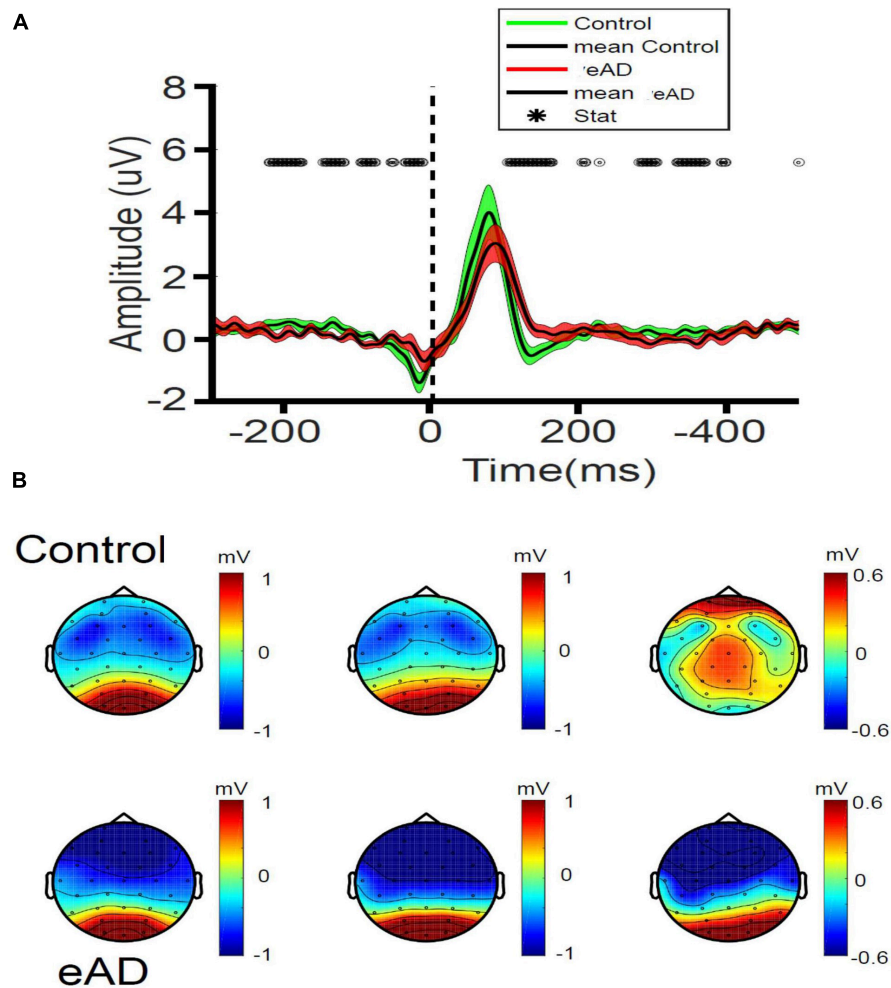 A
Control
mean Control
eAD
mean eAD
Stat
8
6
4
2
0
-2
Amplitude (uV)
-200 0 200 -400
Time(ms)
B
Control
mV mV mV
1 1 0.6
0 0 0
-1 -1 -0.6
mV mV mV
1 1 0.6
0 0 0
-1 -1 -0.6
eAD